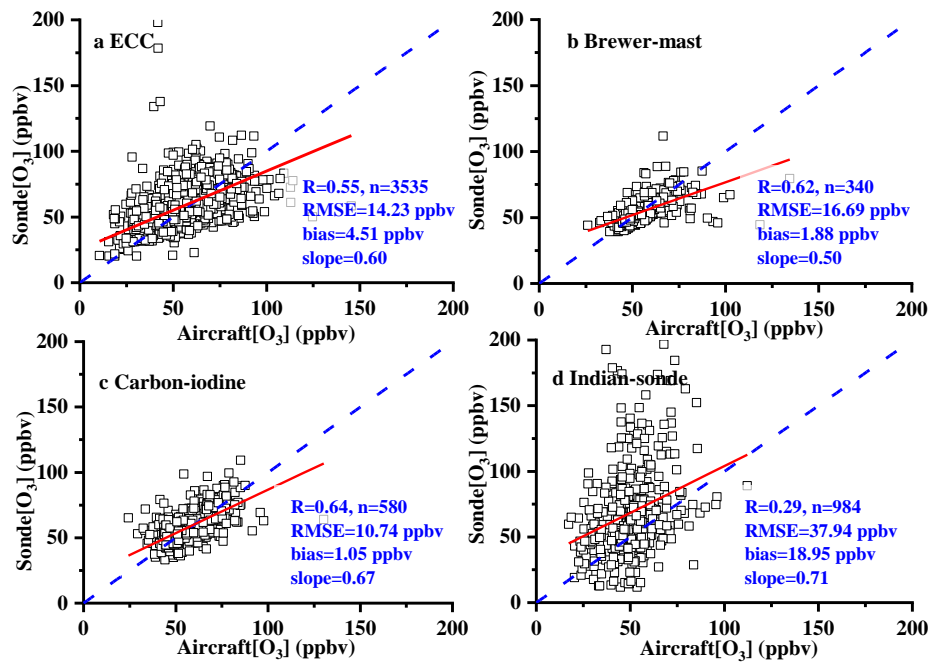 200
150
100
50
0
Sonde[O3] (ppbv)
a ECC
R=0.55, n=3535
RMSE=14.23 ppbv
bias=4.51 ppbv
slope=0.60
0 50 100 150 200
Aircraft[O3] (ppbv)
200
150
100
50
0
Sonde[O3] (ppbv)
b Brewer-mast
R=0.62, n=340
RMSE=16.69 ppbv
bias=1.88 ppbv
slope=0.50
0 50 100 150 200
Aircraft[O3] (ppbv)
200
150
100
50
0
Sonde[O3] (ppbv)
c Carbon-iodine
R=0.64, n=580
RMSE=10.74 ppbv
bias=1.05 ppbv
slope=0.67
0 50 100 150 200
Aircraft[O3] (ppbv)
200
150
100
50
0
Sonde[O3] (ppbv)
d Indian-sonde
R=0.29, n=984
RMSE=37.94 ppbv
bias=18.95 ppbv
slope=0.71
0 50 100 150 200
Aircraft[O3] (ppbv)